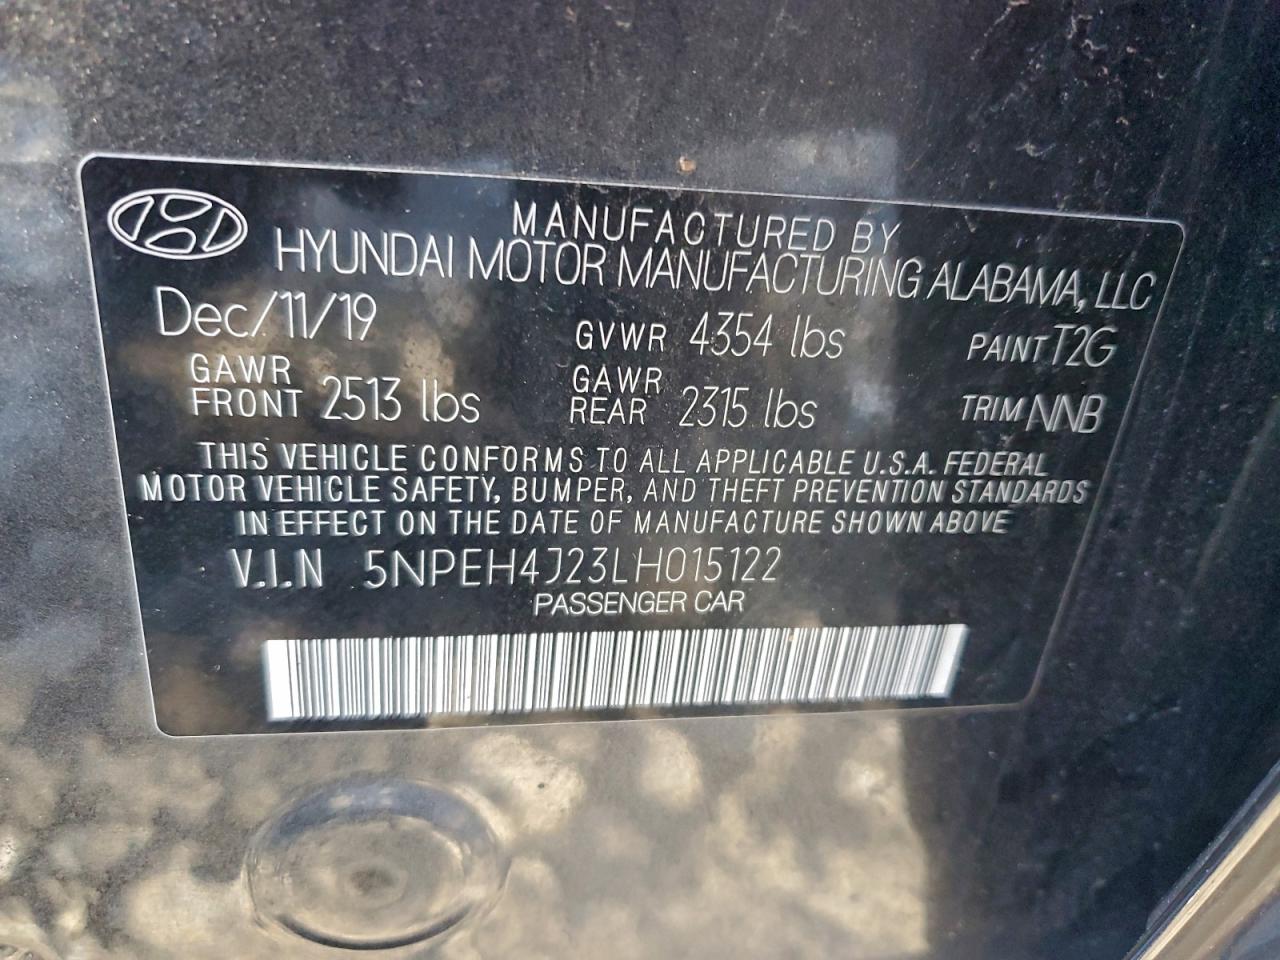 MANUFACTURED BY
HYUNDAI MOTOR MANUFACTURING ALABAMA, LLC
Dec/11/19 GVWR 4354 lbs PAINT T2G
GAWR FRONT 2513 lbs GAWR REAR 2315 lbs TRIM NNB
THIS VEHICLE CONFORMS TO ALL APPLICABLE U.S.A. FEDERAL
MOTOR VEHICLE SAFETY, BUMPER, AND THEFT PREVENTION STANDARDS
IN EFFECT ON THE DATE OF MANUFACTURE SHOWN ABOVE
V.I.N 5NPEH4J23LH015122
PASSENGER CAR